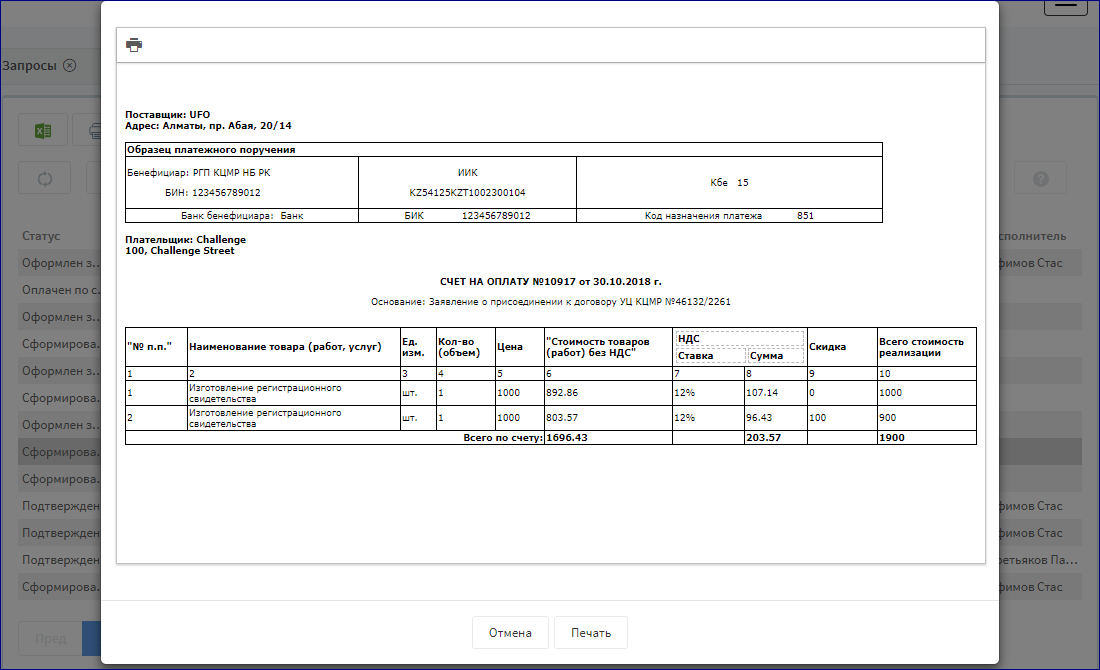 Запросы
Поставщик: UFO
Адрес: Алматы, пр. Абая, 20/14
Образец платежного поручения
Бенефициар: РГП КЦМР НБ РК ИИК Кбе 15
БИН: 123456789012 KZ54125KZT1002300104
Банк бенефициара: Банк БИК 123456789012 Код назначения платежа 851
Плательщик: Challenge
100, Challenge Street
СЧЕТ НА ОПЛАТУ №10917 от 30.10.2018 г.
Основание: Заявление о присоединении к договору УЦ КЦМР №46132/2261
"№ п.п." Наименование товара (работ, услуг) Ед. изм. Кол-во (объем) Цена "Стоимость товаров (работ) без НДС" НДС Ставка Сумма Скидка Всего стоимость реализации
1 2 3 4 5 6 7 8 9 10
1 Изготовление регистрационного свидетельства шт. 1 1000 892.86 12% 107.14 0 1000
2 Изготовление регистрационного свидетельства шт. 1 1000 803.57 12% 96.43 100 900
Всего по счету: 1696.43 203.57 1900
Отмена Печать
Статус сполнитель
Оформлен з... фимов Стас
Оплачен по с.
Оформлен з...
Сформирова.
Оформлен з...
Сформирова.
Оформлен з...
Сформирова.
Сформирова.
Подтвержден фимов Стас
Подтвержден фимов Стас
Подтвержден ретьяков Па...
Сформирова. фимов Стас
Пред